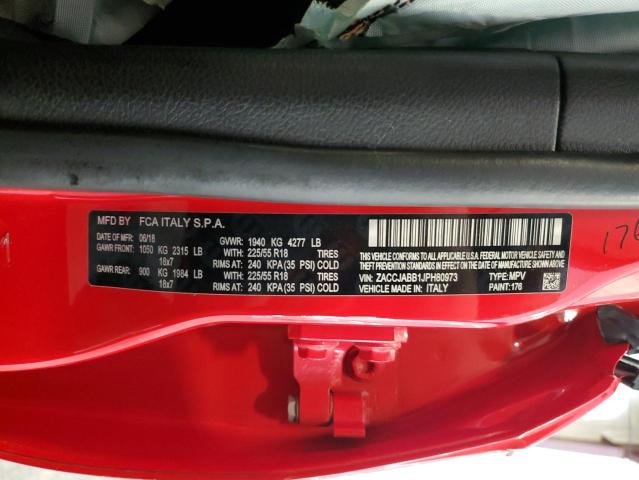 MFD BY FCA ITALY S.P.A.
DATE OF MFR: 06/18 GVWR: 1940 KG 4277 LB
GAWR FRONT: 1050 KG 2315 LB WITH: 225/55 R18 TIRES
18x7 RIMS AT: 240 KPA (35 PSI) COLD
GAWR REAR: 900 KG 1984 LB WITH: 225/55 R18 TIRES
18x7 RIMS AT: 240 KPA (35 PSI) COLD
THIS VEHICLE CONFORMS TO ALL APPLICABLE U.S.A. FEDERAL MOTOR VEHICLE
SAFETY, BUMPER, AND THEFT PREVENTION STANDARDS IN EFFECT ON THE DATE OF
MANUFACTURE SHOWN ABOVE.
VIN: ZACCJABB1JPH80973 TYPE: MPV
VEHICLE MADE IN: ITALY PAINT: 176
176